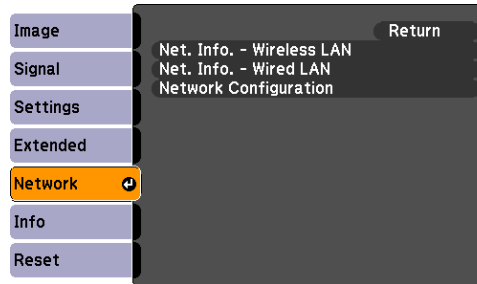 Image
Signal
Settings
Extended
Network
Info
Reset
Return
Net. Info. - Wireless LAN
Net. Info. - Wired LAN
Network Configuration